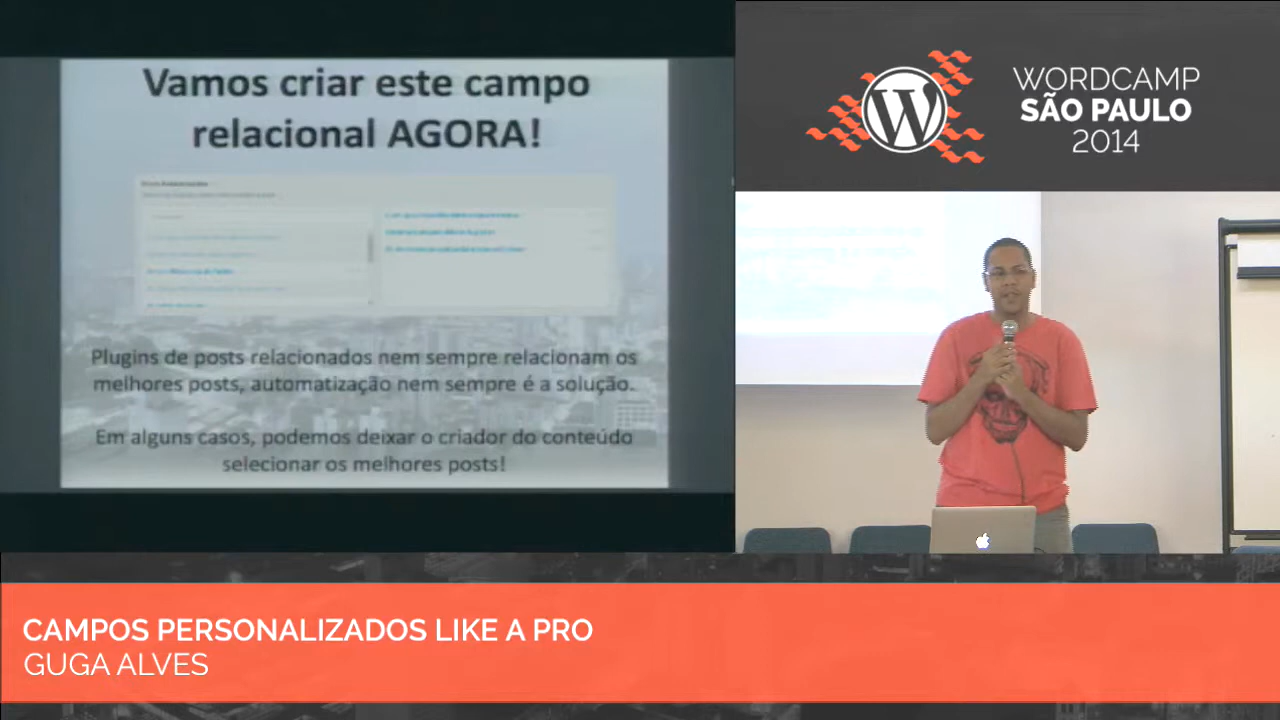 Vamos criar este campo
relacional AGORA!
Plugins de posts relacionados nem sempre relacionam os
melhores posts, automatização nem sempre é a solução.
Em alguns casos, podemos deixar o criador do conteúdo
selecionar os melhores posts!
WORDCAMP
SÃO PAULO
2014
CAMPOS PERSONALIZADOS LIKE A PRO
GUGA ALVES